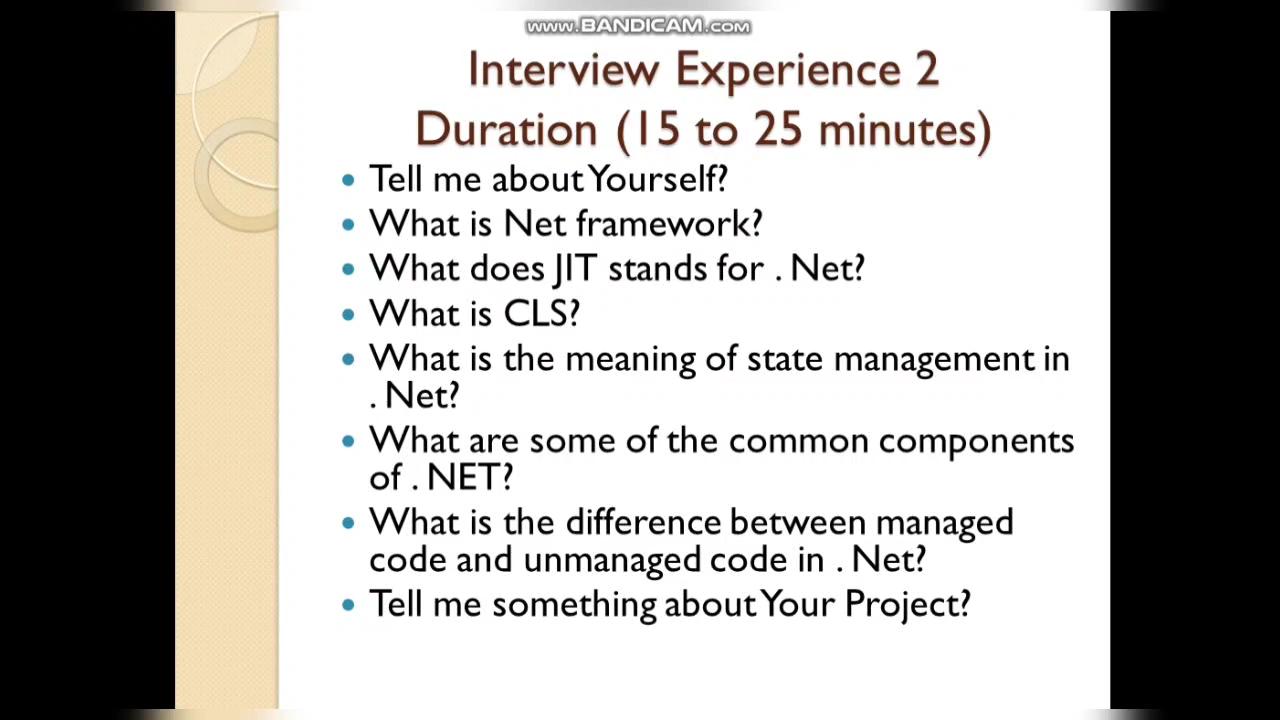 www.BANDICAM.com
Interview Experience 2
Duration (15 to 25 minutes)
• Tell me about Yourself?
• What is Net framework?
• What does JIT stands for . Net?
• What is CLS?
• What is the meaning of state management in
. Net?
• What are some of the common components
of . NET?
• What is the difference between managed
code and unmanaged code in . Net?
• Tell me something about Your Project?